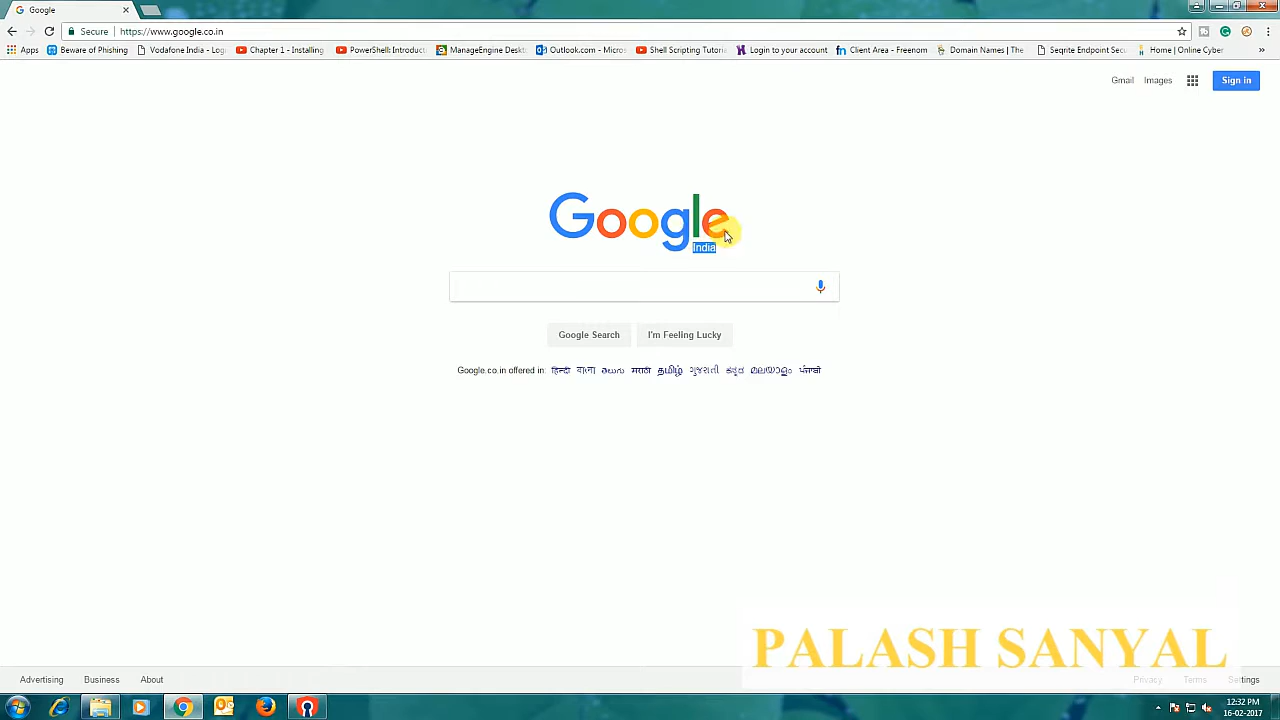 Google
Secure
https://www.google.co.in
Apps
Beware of Phishing
Vodafone India - Logi
Chapter 1 - Installing
PowerShell: Introduct
ManageEngine Deskt
Outlook.com - Micros
Shell Scripting Tutoria
Login to your account
Client Area - Freenom
Domain Names | The
Seqrite Endpoint Secu
Home | Online Cyber
»
Gmail
Images
Sign in
Google
India
Google Search
I'm Feeling Lucky
Google.co.in offered in: हिन्दी বাংলা తెలుగు मराठी தமிழ் ગુજરાતી ಕನ್ನಡ മലയാളം ਪੰਜਾਬੀ
PALASH SANYAL
Advertising
Business
About
Privacy
Terms
Settings
12:32 PM
16-02-2017